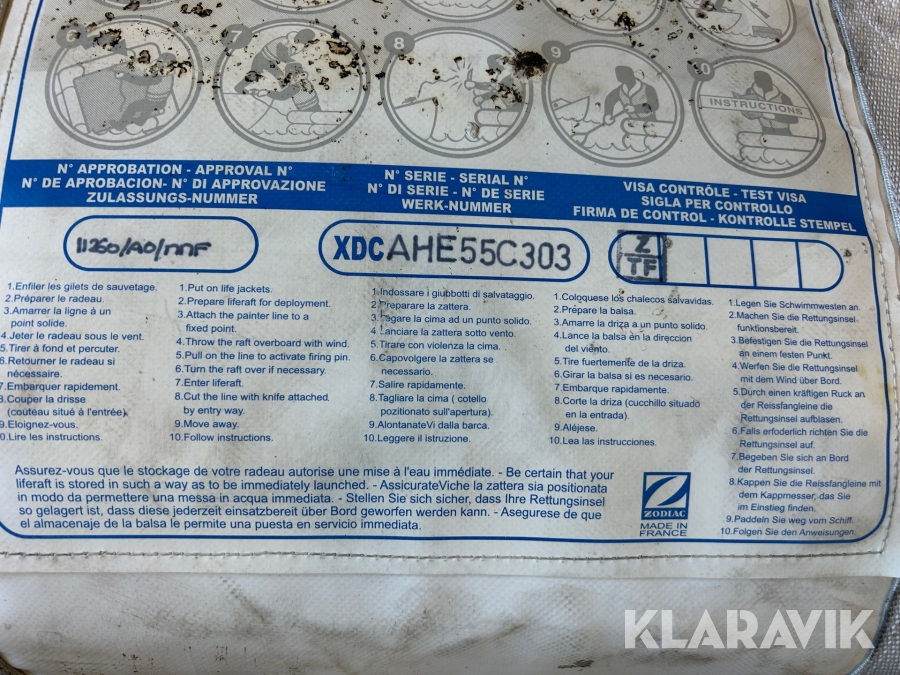 7
8
9
INSTRUCTIONS
N° APPROBATION - APPROVAL N°
N° DE APROBACION- N° DI APPROVAZIONE
ZULASSUNGS-NUMMER
N° SERIE - SERIAL N°
N° DI SERIE - N° DE SERIE
WERK-NUMMER
VISA CONTRÔLE - TEST VISA
SIGLA PER CONTROLLO
FIRMA DE CONTROL - KONTROLLE STEMPEL
11260/AO/MMF
XDCAHE55C303
Z
TF
1.Enfiler les gilets de sauvetage.
2.Préparer le radeau.
3.Amarrer la ligne à un
point solide.
4.Jeter le radeau sous le vent.
5.Tirer à fond et percuter.
6.Retourner le radeau si
nécessaire.
7.Embarquer rapidement.
8.Couper la drisse
(couteau situé à l'entrée).
9.Eloignez-vous.
10.Lire les instructions.
1.Put on life jackets.
2.Prepare liferaft for deployment.
3.Attach the painter line to a
fixed point.
4.Throw the raft overboard with wind.
5.Pull on the line to activate firing pin.
6.Turn the raft over if necessary.
7.Enter liferaft.
8.Cut the line with knife attached
by entry way.
9.Move away.
10.Follow instructions.
1.Indossare i giubbotti di salvataggio.
2.Preparare la zattera.
3.Legare la cima ad un punto solido.
4.Lanciare la zattera sotto vento.
5.Tirare con violenza la cima.
6.Capovolgere la zattera se
necessario.
7.Salire rapidamente.
8.Tagliare la cima ( cotello
pozitionato sull'apertura).
9.AlontanateVi dalla barca.
10.Leggere il istruzione.
1.Coloquese los chalecos salvavidas.
2.Prépare la balsa.
3.Amarre la driza a un punto solido.
4.Lance la balsa en la direccion
del viento.
5.Tire fuertemente de la driza.
6.Girar la balsa si es necesario.
7.Embarque rapidamente.
8.Corte la driza (cucchillo situado
en la entrada).
9.Aléjese.
10.Lea las instrucciones.
1.Legen Sie Schwimmwesten an.
2.Machen Sie die Rettungsinsel
funktionsbereit.
3.Befestigen Sie die Rettungsinsel
an einem festen Punkt.
4.Werfen Sie die Rettungsinsel
mit dem Wind über Bord.
5.Durch einen kräftigen Ruck an
der Reissfangleine die
Rettungsinsel aufblasen.
6.Falls erfoderlich richten Sie die
Rettungsinsel auf.
7.Begeben Sie sich an Bord
der Rettungsinsel.
8.Kappen Sie die Reissfangleine mit
dem Kappmesser, das Sie
im Einstieg finden.
9.Paddeln Sie weg vom Schiff.
10.Folgen Sie den Anweisungen.
Assurez-vous que le stockage de votre radeau autorise une mise à l'eau immédiate. - Be certain that your
liferaft is stored in such a way as to be immediately launched. - AssicurateViche la zattera sia positionata
in modo da permettere una messa in acqua immediata. - Stellen Sie sich sicher, dass Ihre Rettungsinsel
so gelagert ist, dass diese jederzeit einsatzbereit über Bord geworfen werden kann. - Asegurese de que
el almacenaje de la balsa le permite una puesta en servicio immediata.
ZODIAC
MADE IN
FRANCE
KLARAVIK